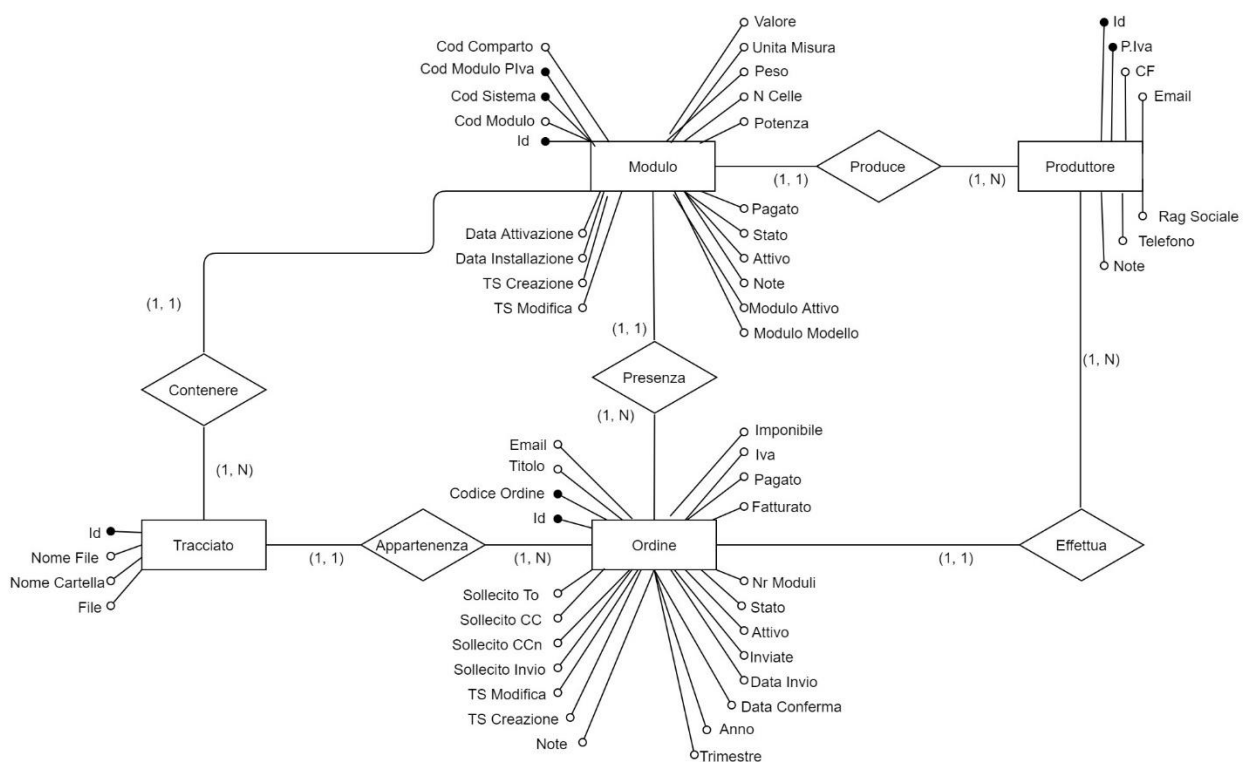 Cod Comparto
Cod Modulo PIva
Cod Sistema
Cod Modulo
Id
Valore
Unita Misura
Peso
N Celle
Potenza
Modulo
Data Attivazione
Data Installazione
TS Creazione
TS Modifica
Pagato
Stato
Attivo
Note
Modulo Attivo
Modulo Modello
(1, 1)
Produce
(1, N)
Id
P.Iva
CF
Email
Produttore
Rag Sociale
Telefono
Note
(1, 1)
Contenere
(1, N)
(1, 1)
Presenza
(1, N)
(1, N)
Effettua
(1, 1)
Id
Nome File
Nome Cartella
File
Tracciato
(1, 1)
Appartenenza
(1, N)
Email
Titolo
Codice Ordine
Id
Imponibile
Iva
Pagato
Fatturato
Ordine
Sollecito To
Sollecito CC
Sollecito CCn
Sollecito Invio
TS Modifica
TS Creazione
Note
Nr Moduli
Stato
Attivo
Inviate
Data Invio
Data Conferma
Anno
Trimestre